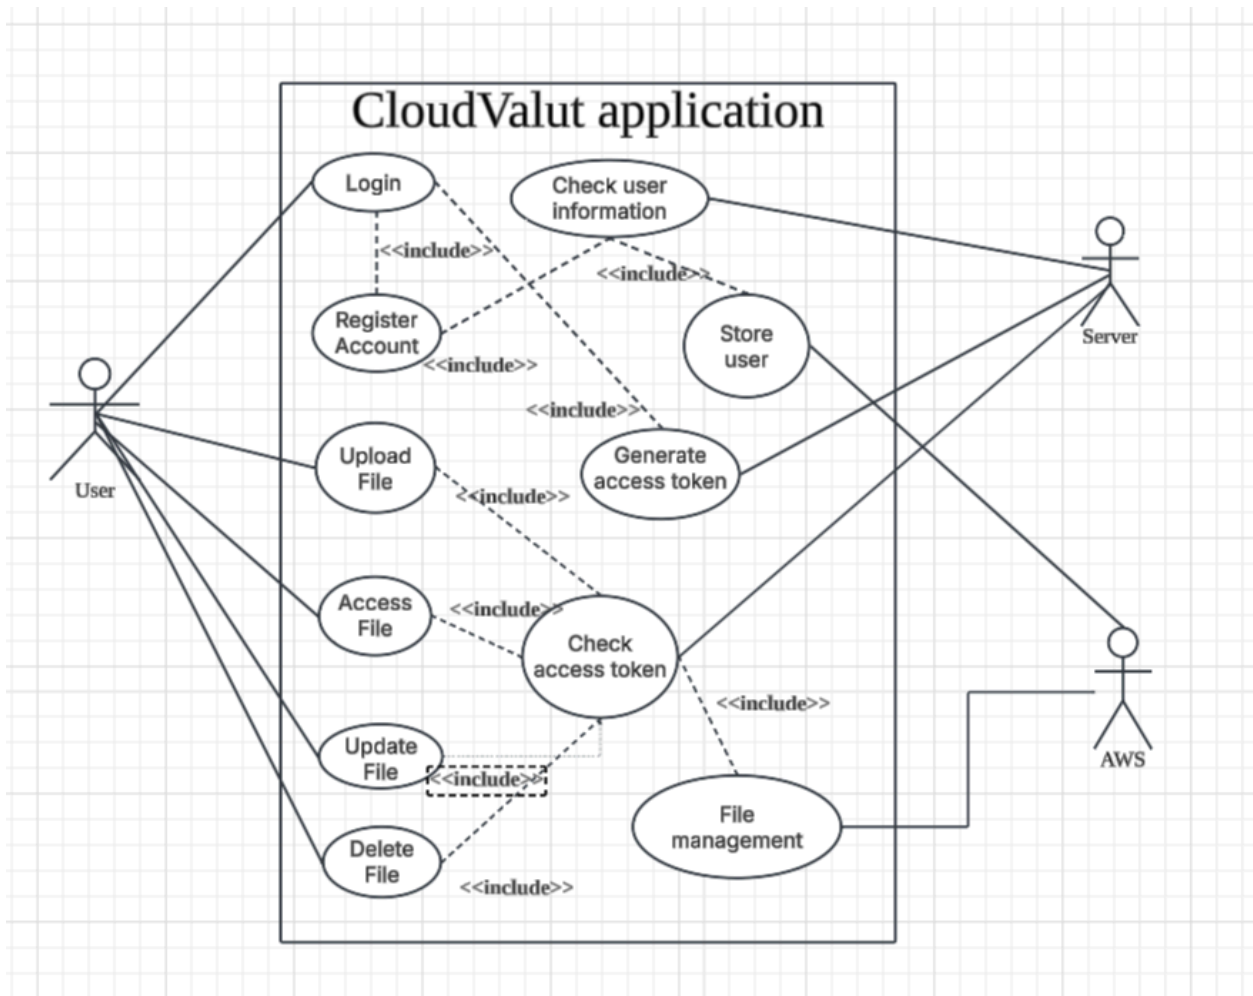 CloudValut application
Login
Check user
information
<<include>>
<<include>>
Register
Account
Store
user
Server
<<include>>
<<include>>
Upload
File
Generate
access token
User
<<include>>
Access
File
<<include>>
Check
access token
<<include>>
Update
File
<<include>>
AWS
File
management
Delete
File
<<include>>